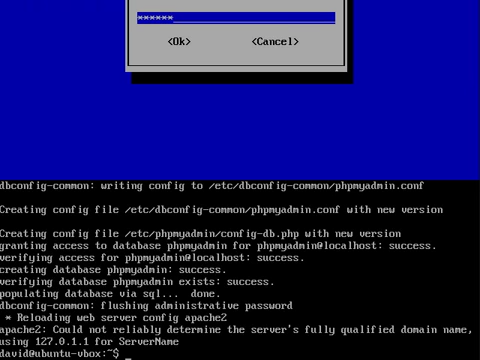 ******
<Ok> <Cancel>
dbconfig-common: writing config to /etc/dbconfig-common/phpmyadmin.conf
Creating config file /etc/dbconfig-common/phpmyadmin.conf with new version
Creating config file /etc/phpmyadmin/config-db.php with new version
granting access to database phpmyadmin for phpmyadmin@localhost: success.
verifying access for phpmyadmin@localhost: success.
creating database phpmyadmin: success.
verifying database phpmyadmin exists: success.
populating database via sql...  done.
dbconfig-common: flushing administrative password
 * Reloading web server config apache2
apache2: Could not reliably determine the server's fully qualified domain name,
using 127.0.1.1 for ServerName
david@ubuntu-vbox:~$ _